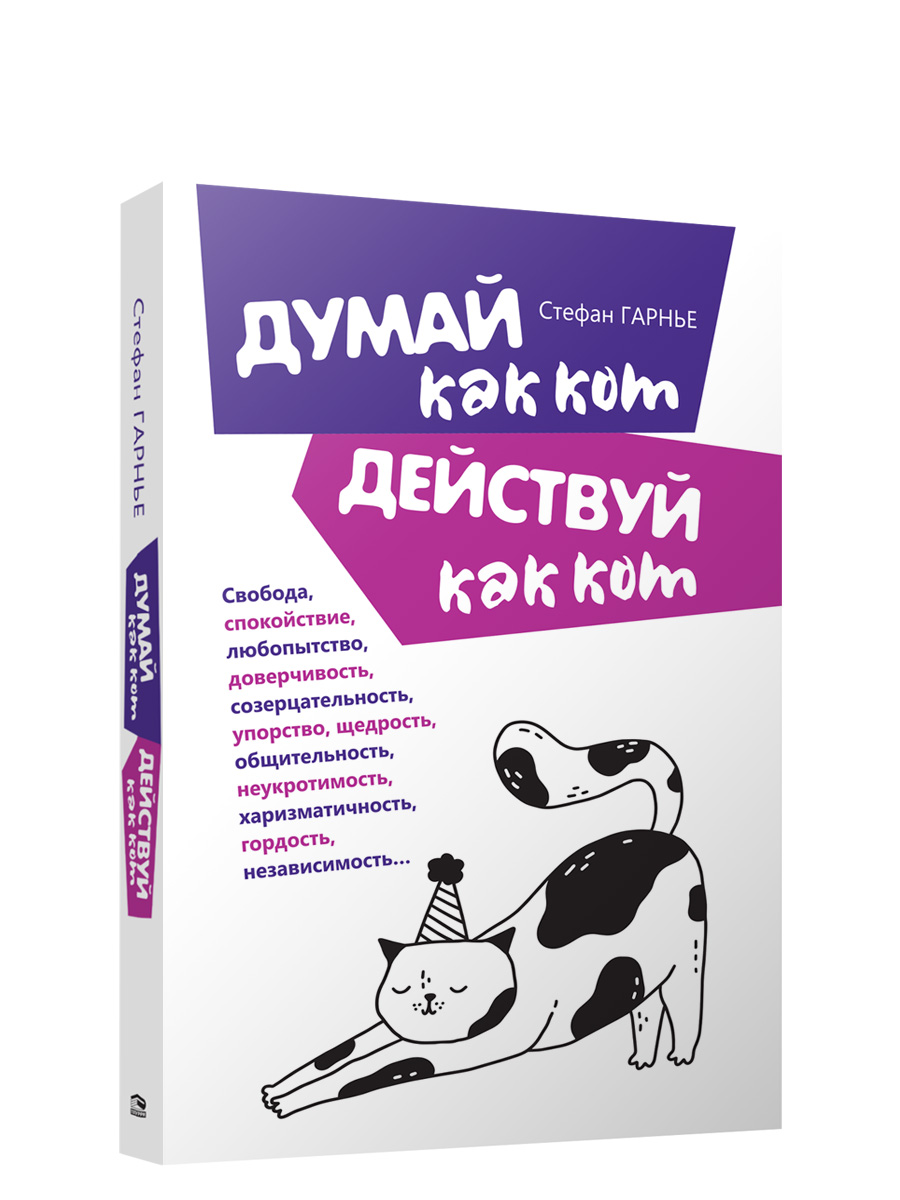 Стефан ГАРНЬЕ
ДУМАЙ
как кот
ДЕЙСТВУЙ
как кот
ДУМАЙ
Стефан ГАРНЬЕ
как кот
ДЕЙСТВУЙ
как кот
Свобода,
спокойствие,
любопытство,
доверчивость,
созерцательность,
упорство, щедрость,
общительность,
неукротимость,
харизматичность,
гордость,
независимость...